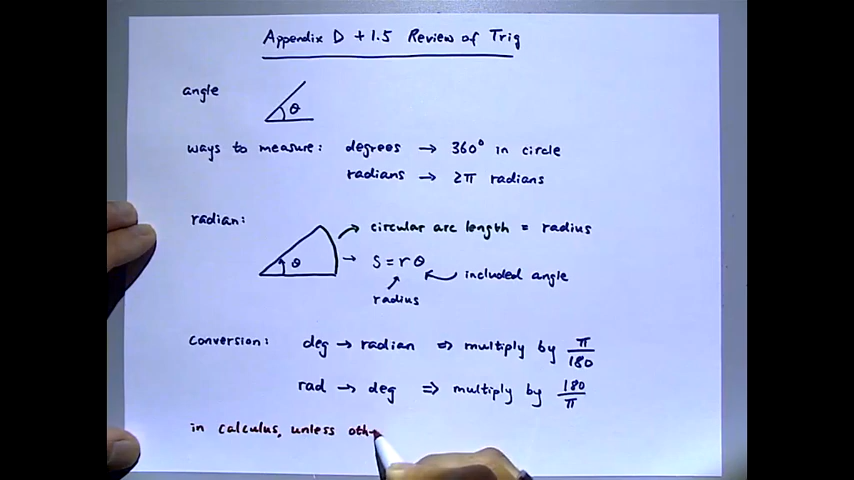 Appendix D + 1.5 Review of Trig
angle
θ
ways to measure: degrees → 360° in circle
radians → 2π radians
radian:
θ
→ circular arc length = radius
→ S = rθ
included angle
radius
conversion: deg → radian ⇒ multiply by π/180
rad → deg ⇒ multiply by 180/π
in calculus, unless oth